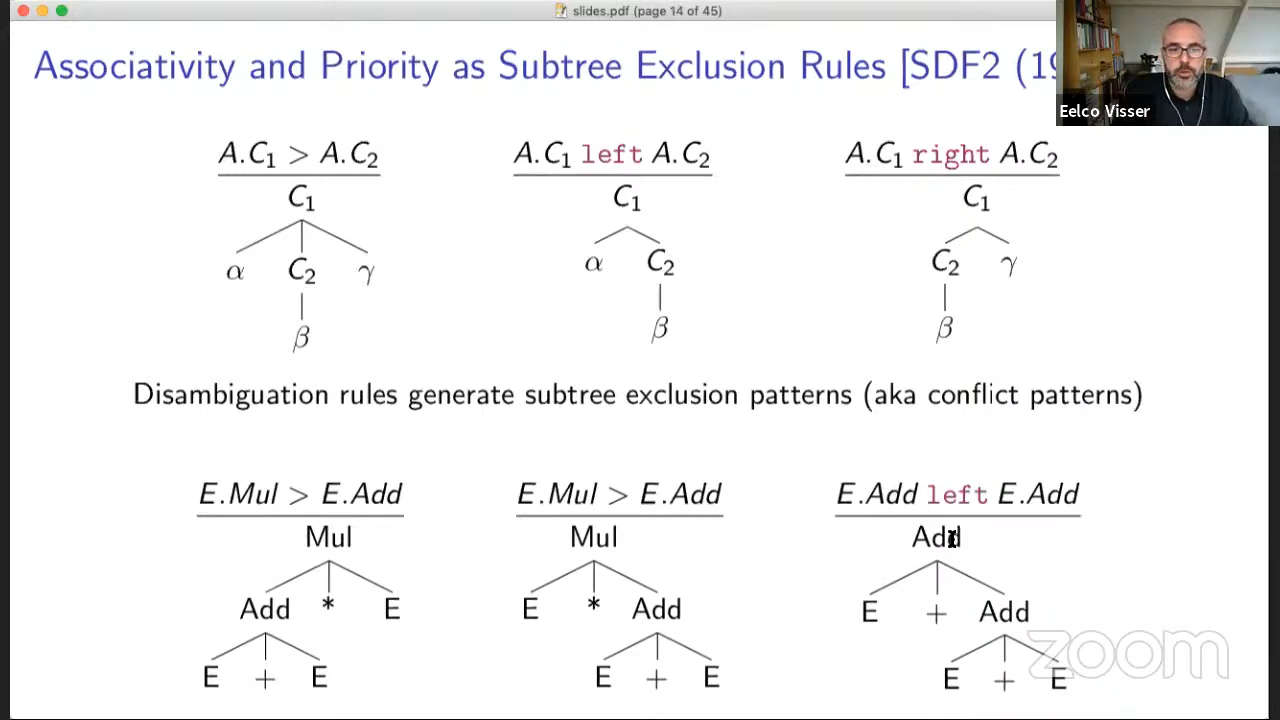 slides.pdf (page 14 of 45)
Associativity and Priority as Subtree Exclusion Rules [SDF2 (19
Eelco Visser
A.C₁ > A.C₂
C₁
α C₂ γ
β
A.C₁ left A.C₂
C₁
α C₂
β
A.C₁ right A.C₂
C₁
C₂ γ
β
Disambiguation rules generate subtree exclusion patterns (aka conflict patterns)
E.Mul > E.Add
Mul
Add * E
E + E
E.Mul > E.Add
Mul
E * Add
E + E
E.Add left E.Add
Add
E + Add
E + E
zoom